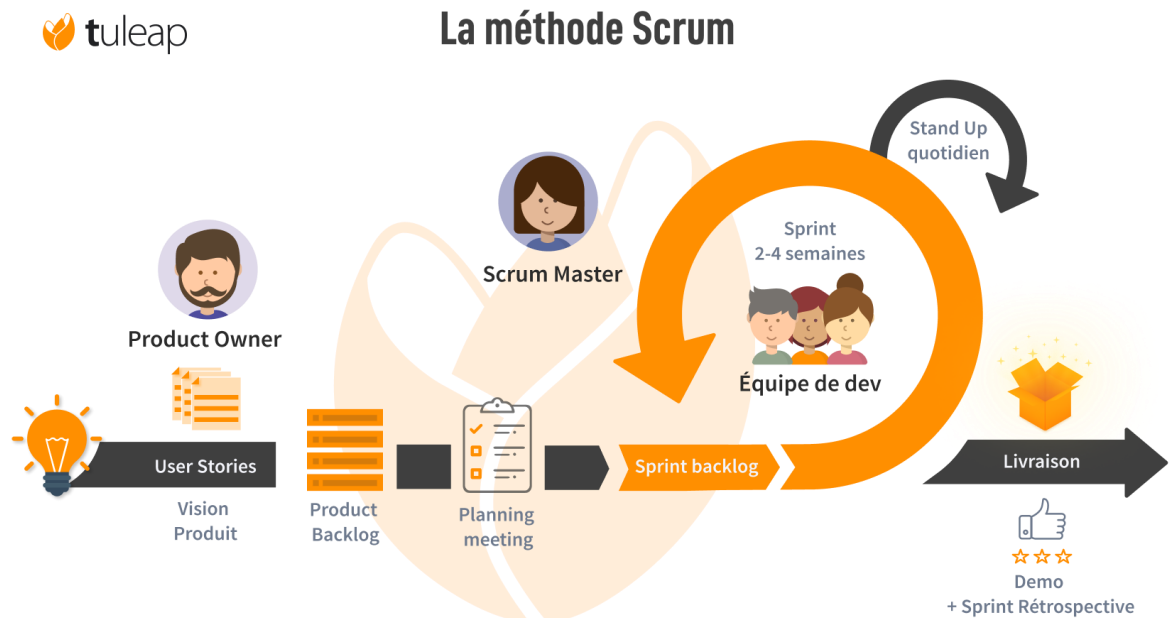 tuleap
La méthode Scrum
Stand Up
quotidien
Sprint
2-4 semaines
Scrum Master
Product Owner
Équipe de dev
User Stories
Sprint backlog
Livraison
Vision
Produit
Product
Backlog
Planning
meeting
Demo
+ Sprint Rétrospective